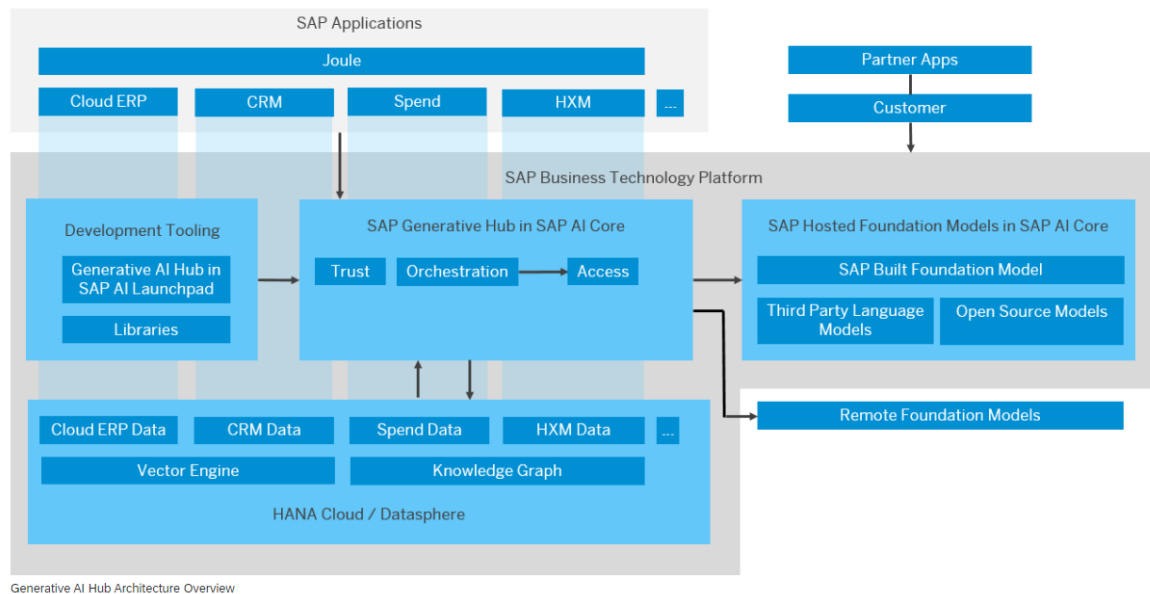 SAP Applications
Joule
Cloud ERP
CRM
Spend
HXM
...
Partner Apps
Customer
SAP Business Technology Platform
Development Tooling
Generative AI Hub in
SAP AI Launchpad
Libraries
SAP Generative Hub in SAP AI Core
Trust
Orchestration
Access
SAP Hosted Foundation Models in SAP AI Core
SAP Built Foundation Model
Third Party Language
Models
Open Source Models
Remote Foundation Models
Cloud ERP Data
CRM Data
Spend Data
HXM Data
...
Vector Engine
Knowledge Graph
HANA Cloud / Datasphere
Generative AI Hub Architecture Overview